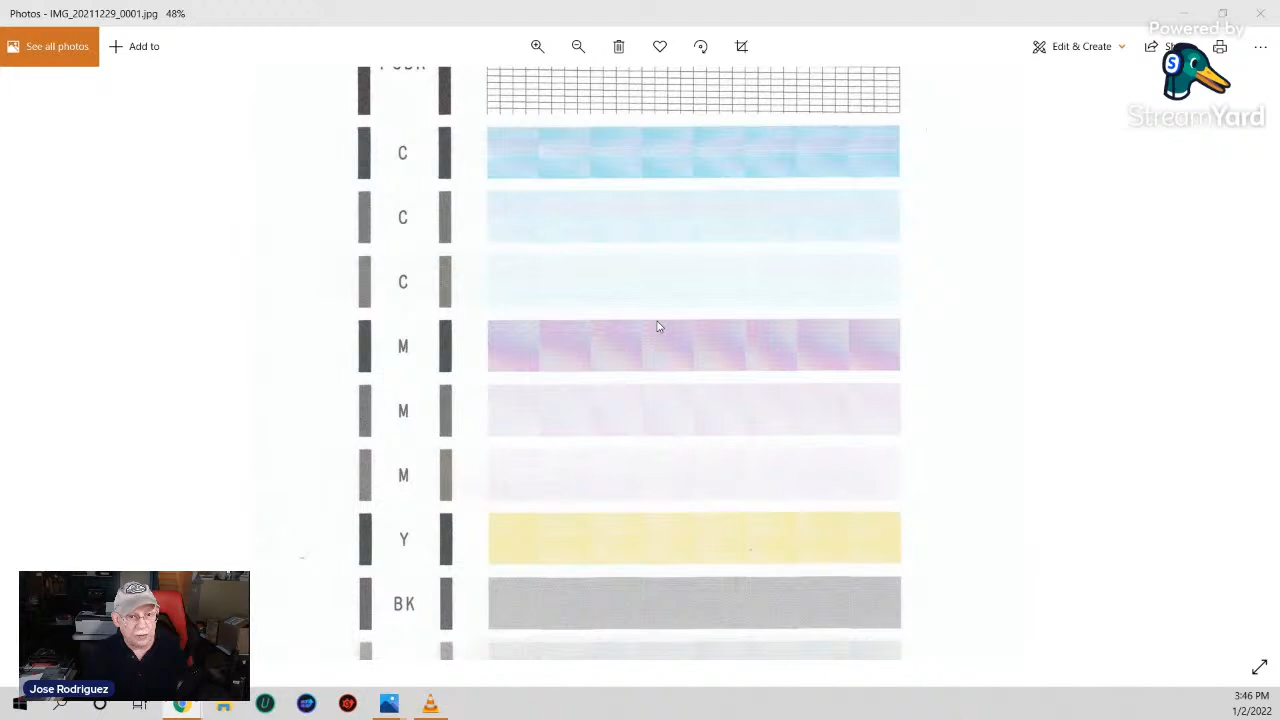 Photos - IMG_20211229_0001.jpg   48%
See all photos
Add to
Edit & Create
Powered by
StreamYard
S
C
C
C
M
M
M
Y
BK
Jose Rodriguez
3:46 PM
1/2/2022